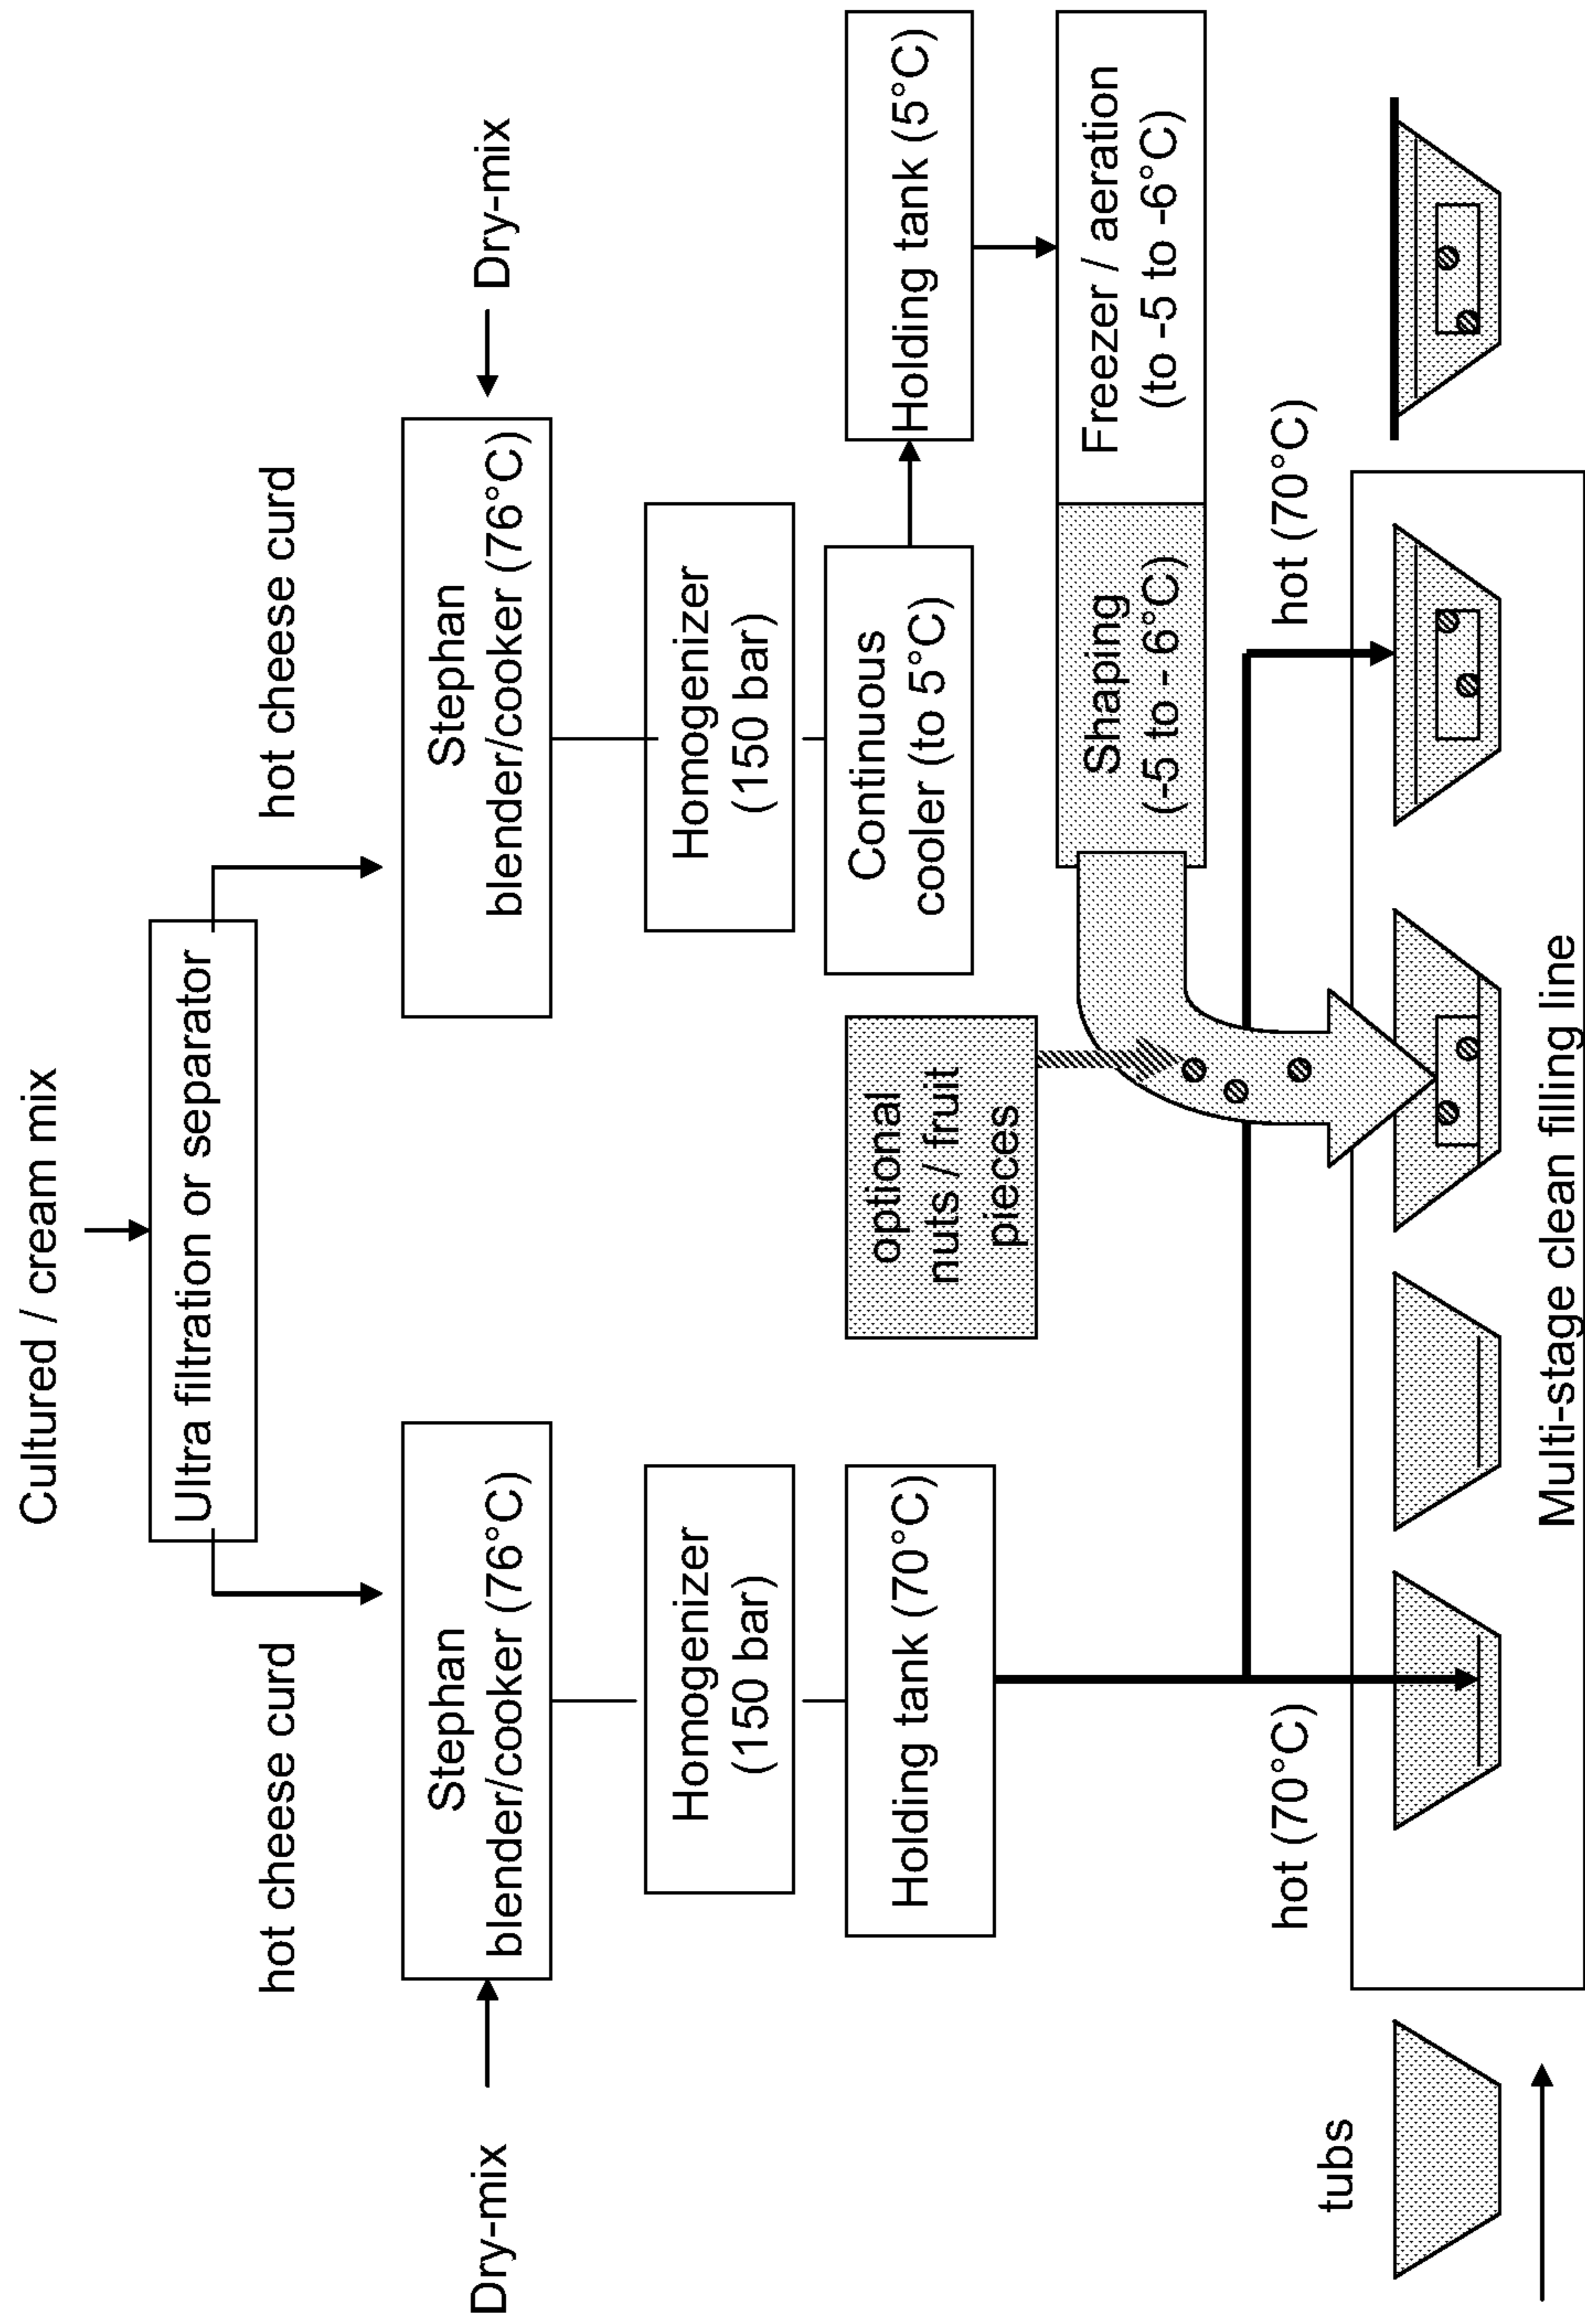 Cultured / cream mix
Ultra filtration or separator
hot cheese curd
hot cheese curd
Dry-mix
Stephan
blender/cooker (76°C)
Stephan
blender/cooker (76°C)
Dry-mix
Homogenizer
(150 bar)
Homogenizer
(150 bar)
Holding tank (70°C)
optional
nuts / fruit
pieces
Continuous
cooler (to 5°C)
Holding tank (5°C)
Shaping
(-5 to - 6°C)
Freezer / aeration
(to -5 to -6°C)
tubs
hot (70°C)
hot (70°C)
Multi-stage clean filling line